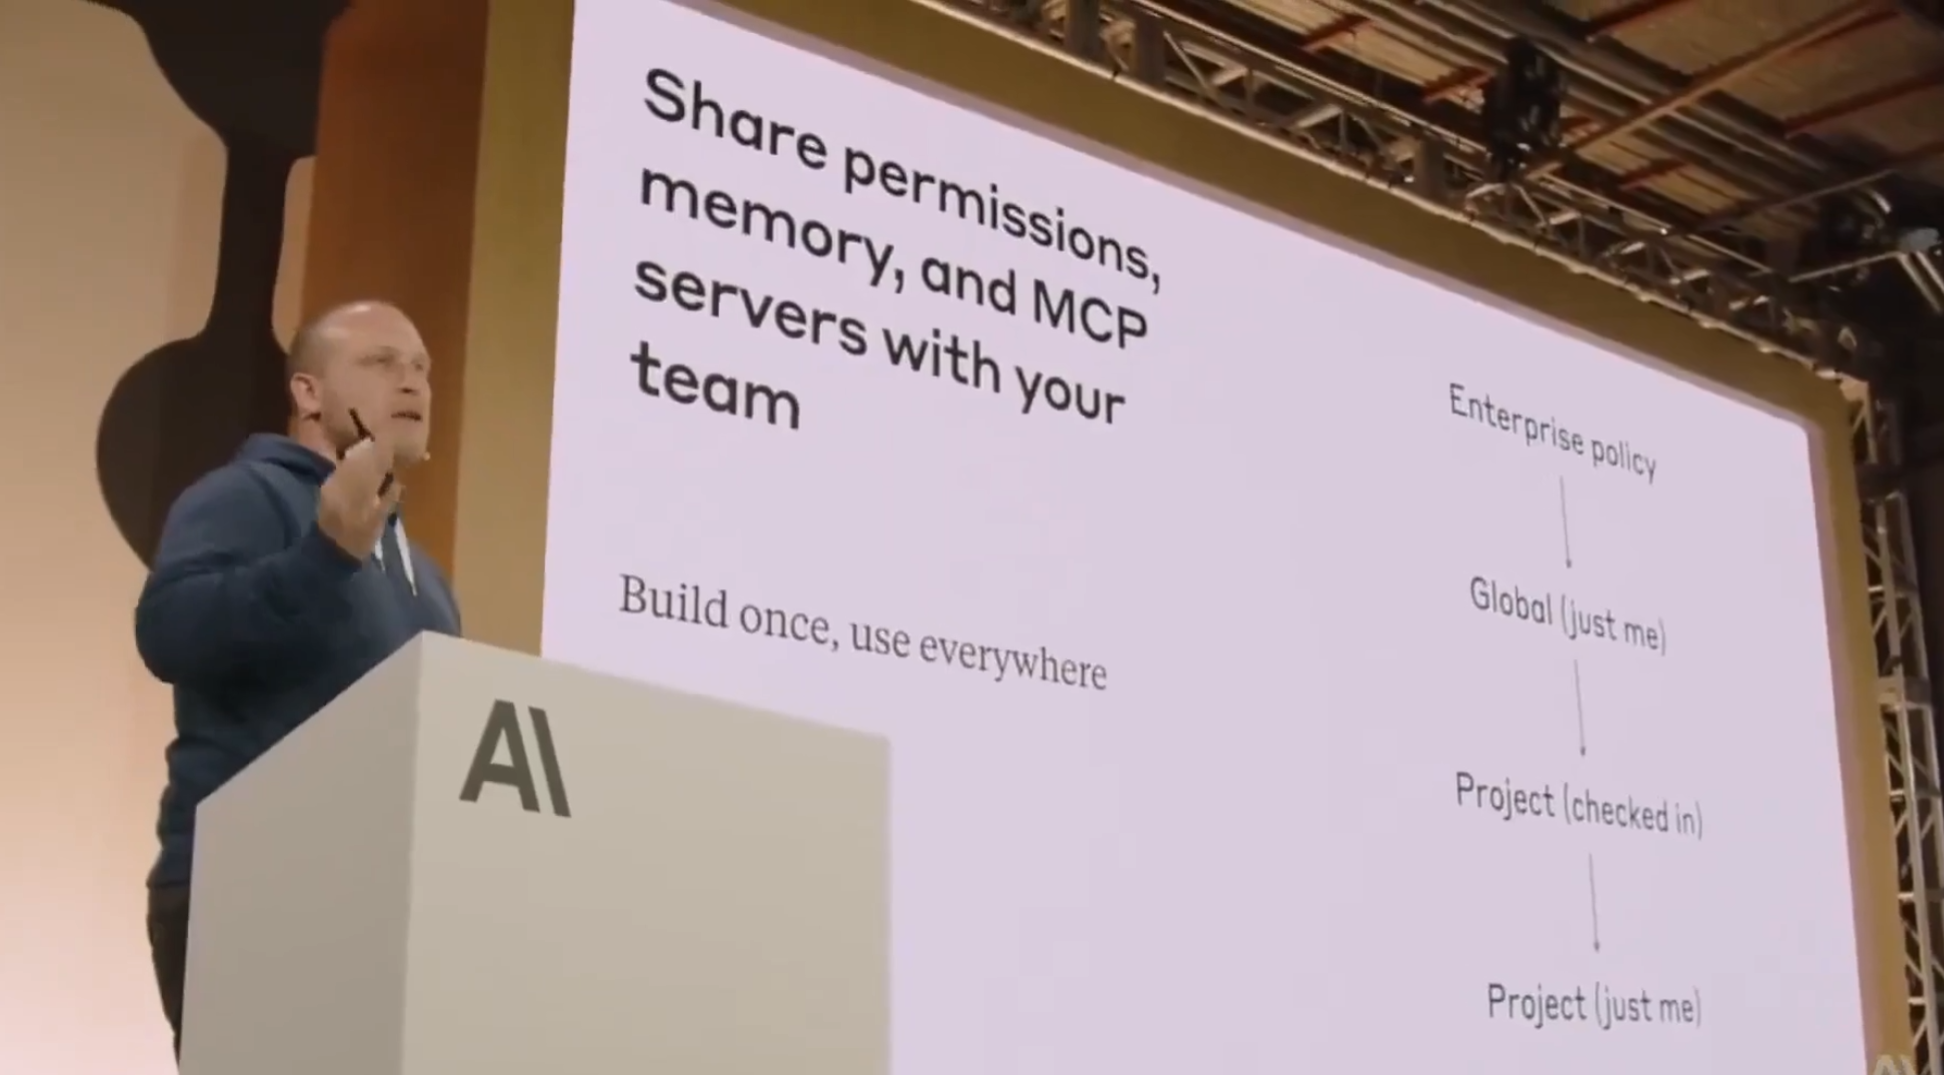 Share permissions,
memory, and MCP
servers with your
team
Build once, use everywhere
Enterprise policy
Global (just me)
Project (checked in)
Project (just me)
A\